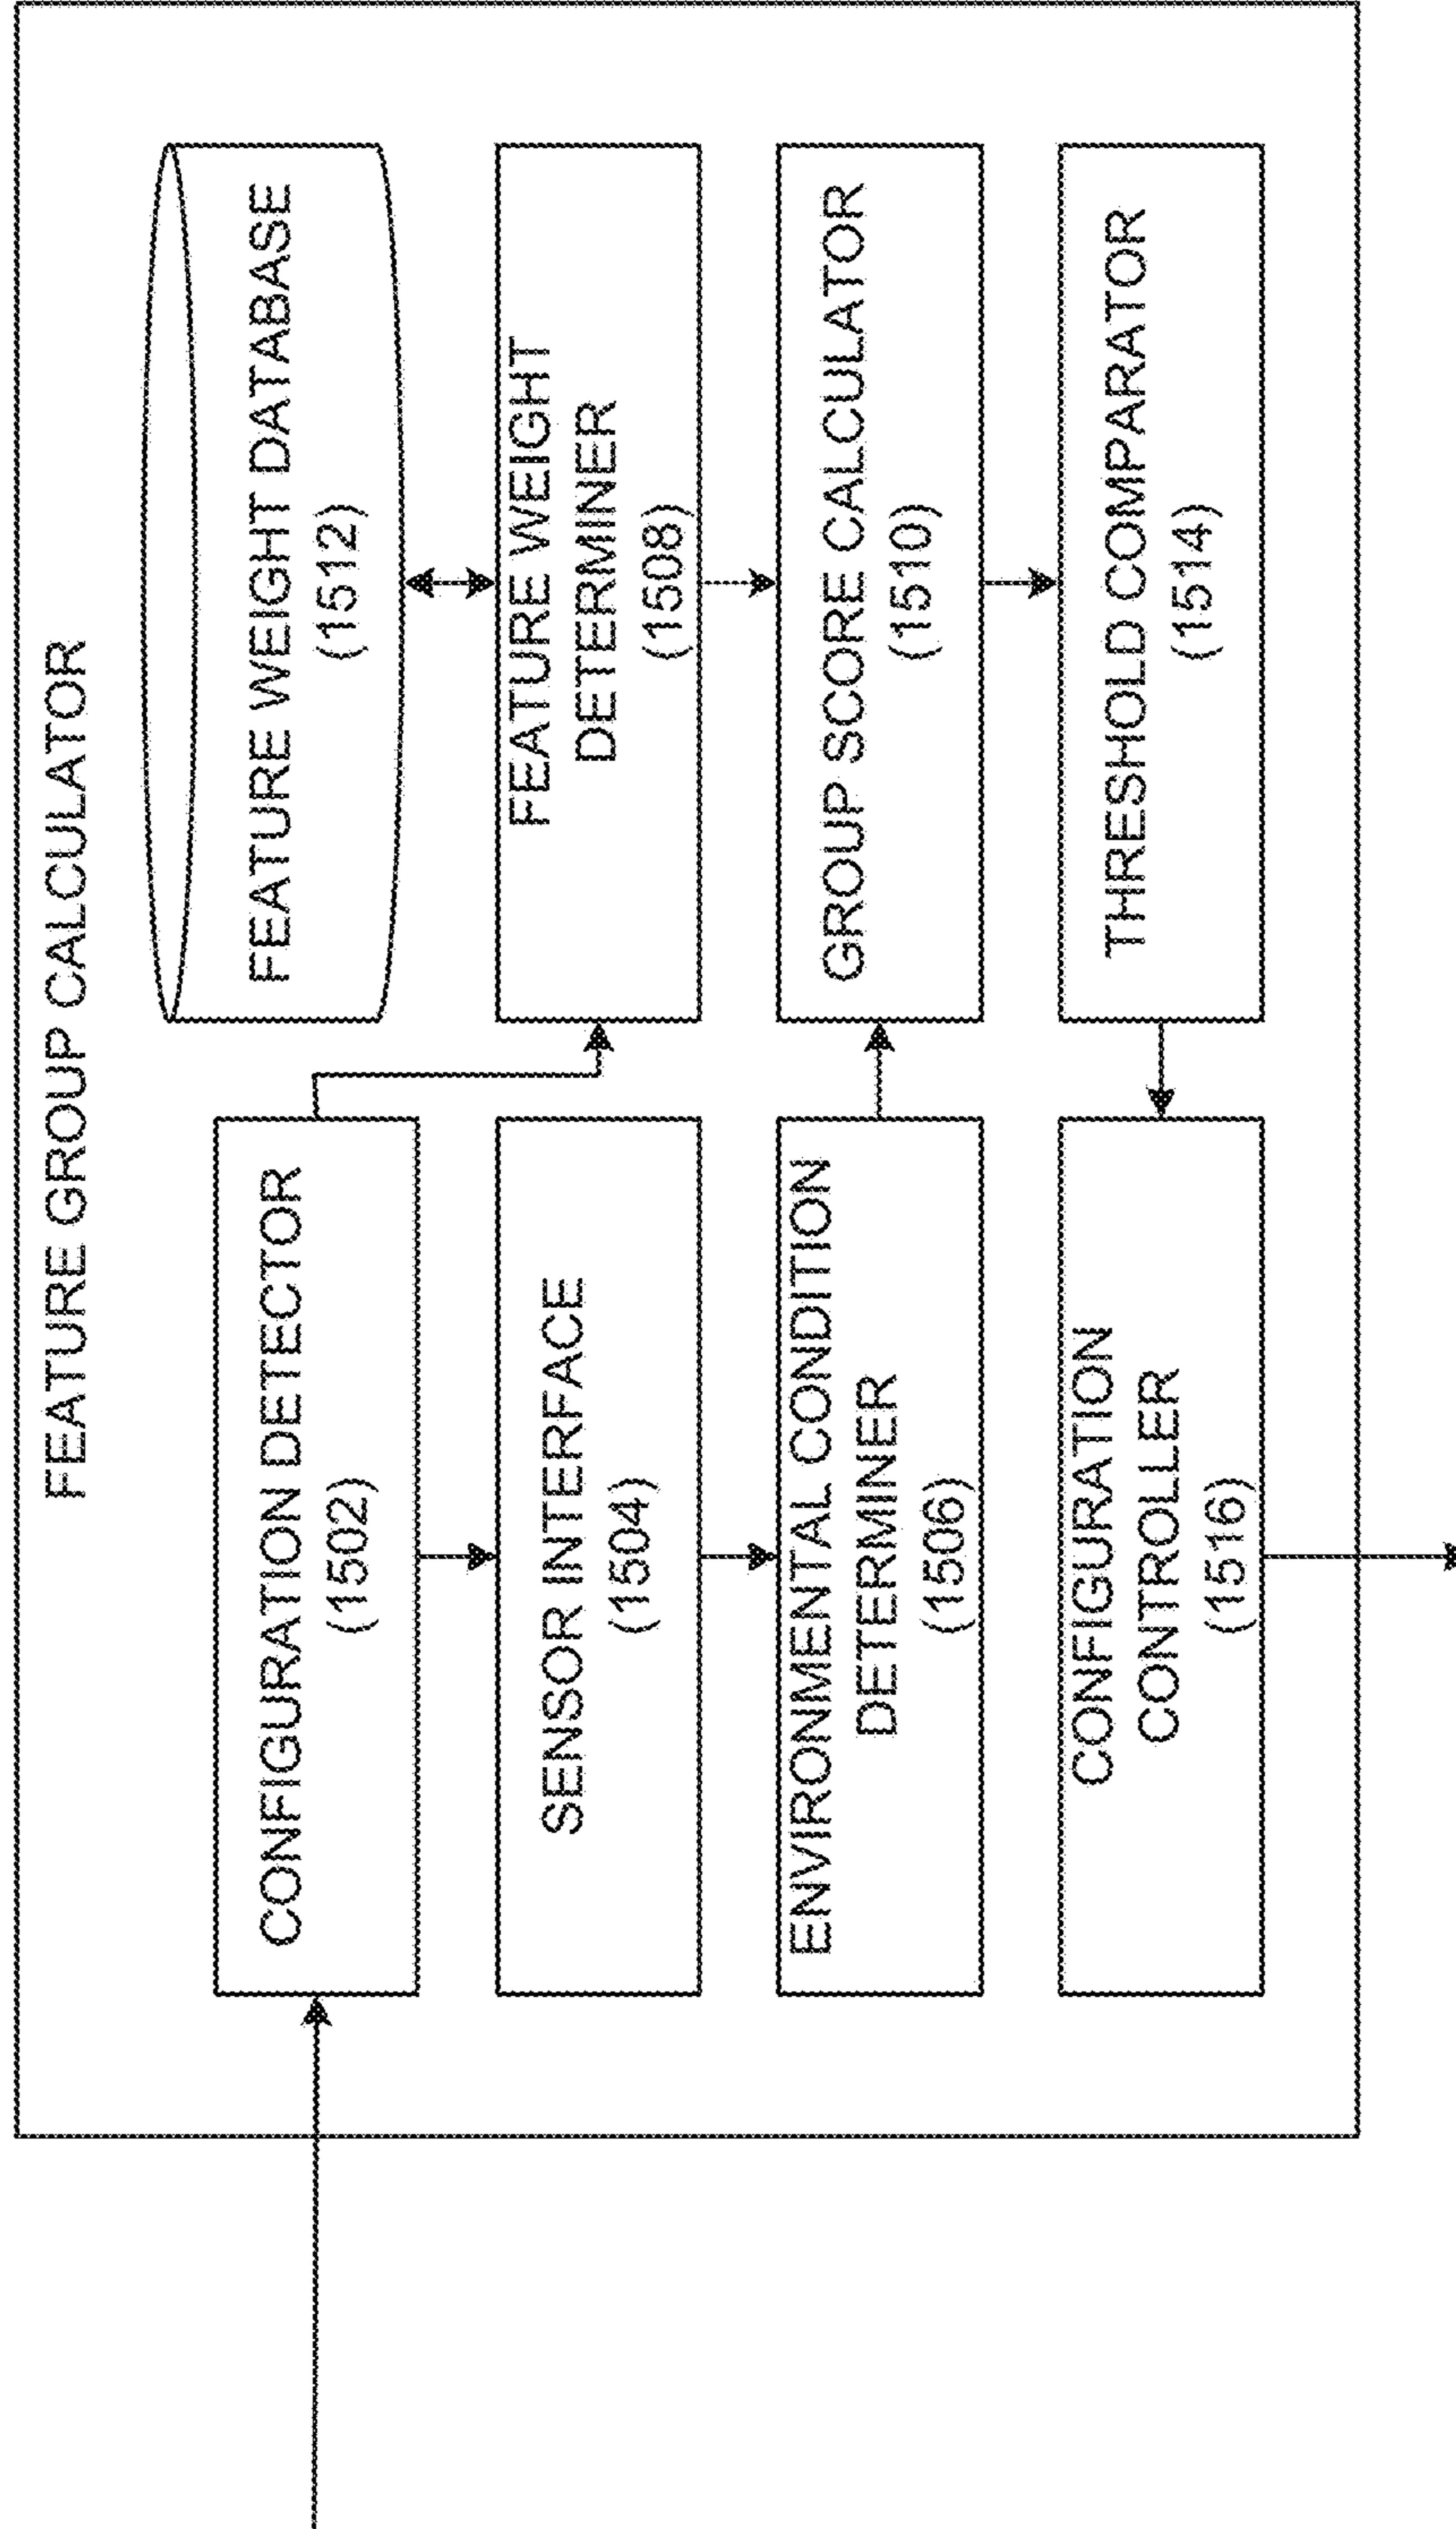 FEATURE GROUP CALCULATOR
CONFIGURATION DETECTOR
(1502)
FEATURE WEIGHT DATABASE
(1512)
SENSOR INTERFACE
(1504)
FEATURE WEIGHT
DETERMINER
(1508)
ENVIRONMENTAL CONDITION
DETERMINER
(1506)
GROUP SCORE CALCULATOR
(1510)
CONFIGURATION
CONTROLLER
(1516)
THRESHOLD COMPARATOR
(1514)